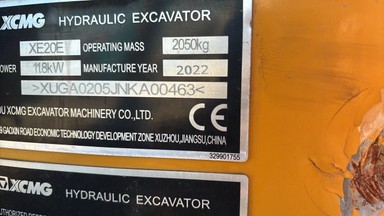 XCMG HYDRAULIC EXCAVATOR
XE20E OPERATING MASS 2050kg
POWER 11.8kW MANUFACTURE YEAR 2022
>XUGA0205JNKA00463<
XCMG EXCAVATOR MACHINERY CO.,LTD.
GAOXIN ROAD ECONOMIC TECHNOLOGY DEVELOPMENT ZONE XUZHOU,JIANGSU,CHINA
CE
329901755
XCMG HYDRAULIC EXCAVATOR